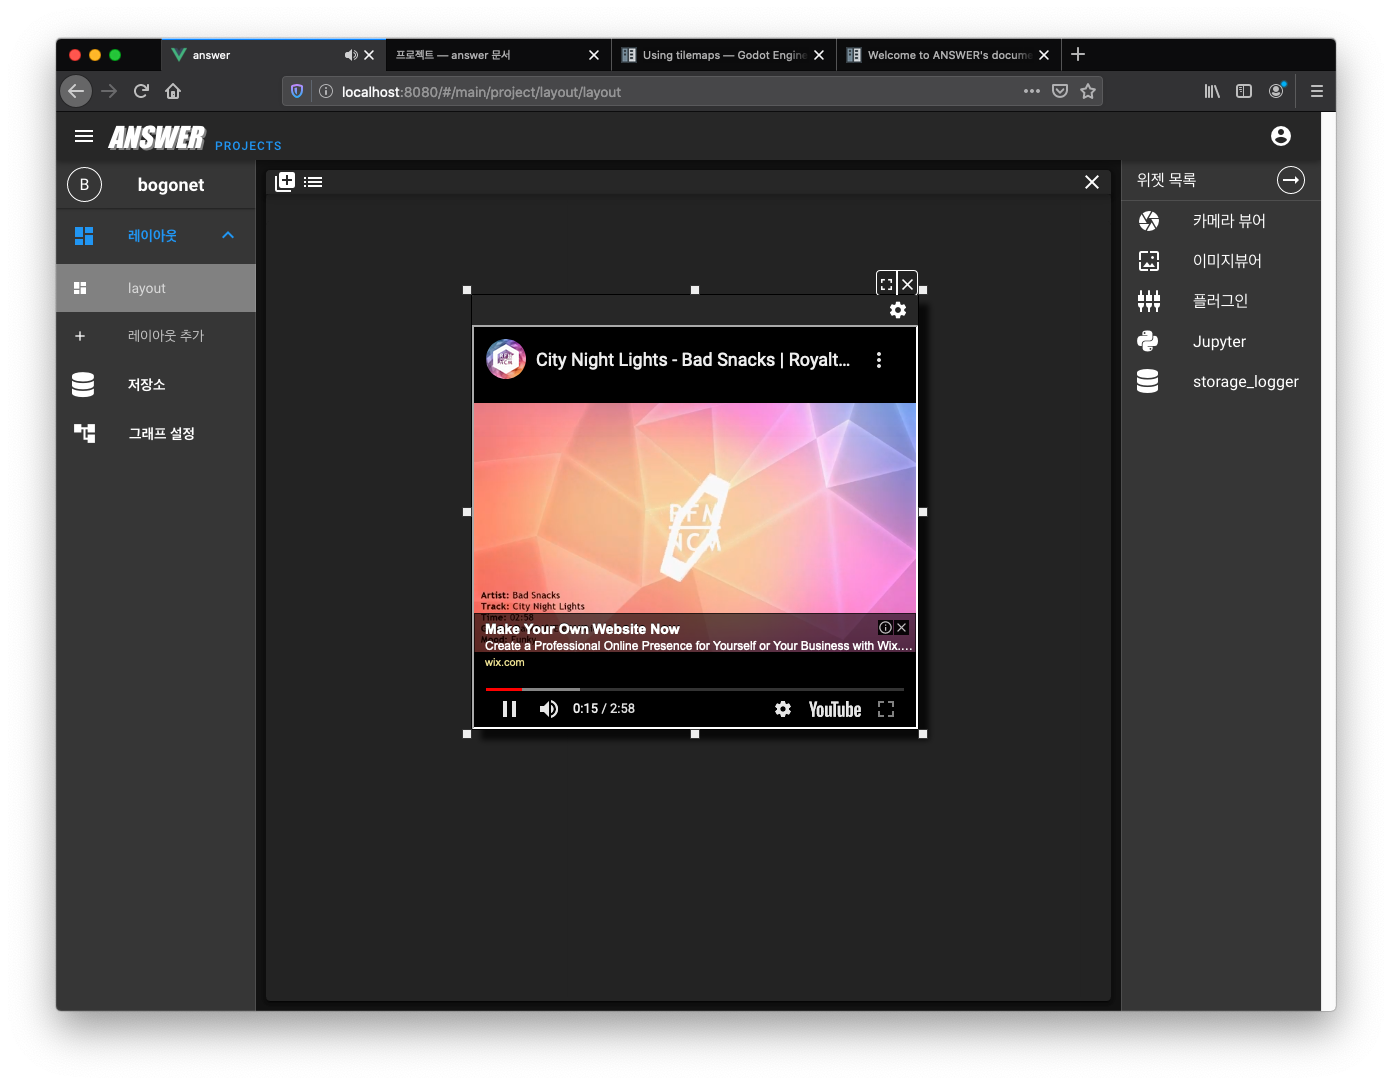 answer
프로젝트 — answer 문서
Using tilemaps — Godot Engine
Welcome to ANSWER's docume
localhost:8080/#/main/project/layout/layout
ANSWER PROJECTS
B bogonet
레이아웃
layout
레이아웃 추가
저장소
그래프 설정
City Night Lights - Bad Snacks | Royalt...
RFM
NCM
Artist: Bad Snacks
Track: City Night Lights
Time: 02:58
Make Your Own Website Now
Create a Professional Online Presence for Yourself or Your Business with Wix....
wix.com
0:15 / 2:58
YouTube
위젯 목록
카메라 뷰어
이미지뷰어
플러그인
Jupyter
storage_logger